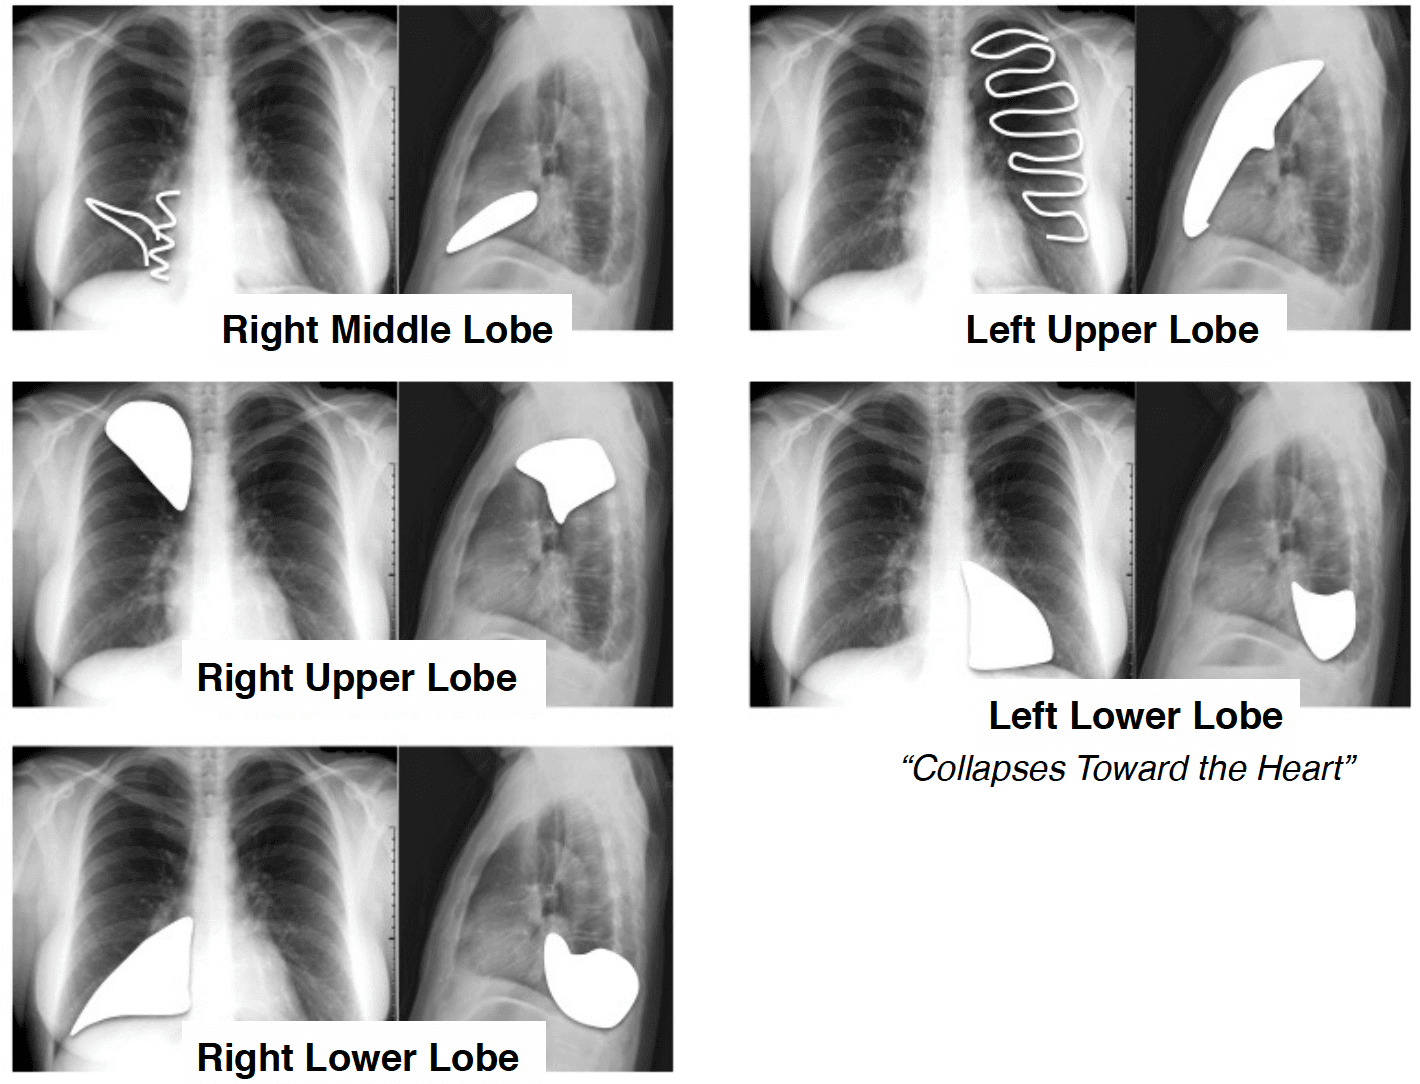 Right Middle Lobe
Left Upper Lobe
Right Upper Lobe
Left Lower Lobe
“Collapses Toward the Heart”
Right Lower Lobe